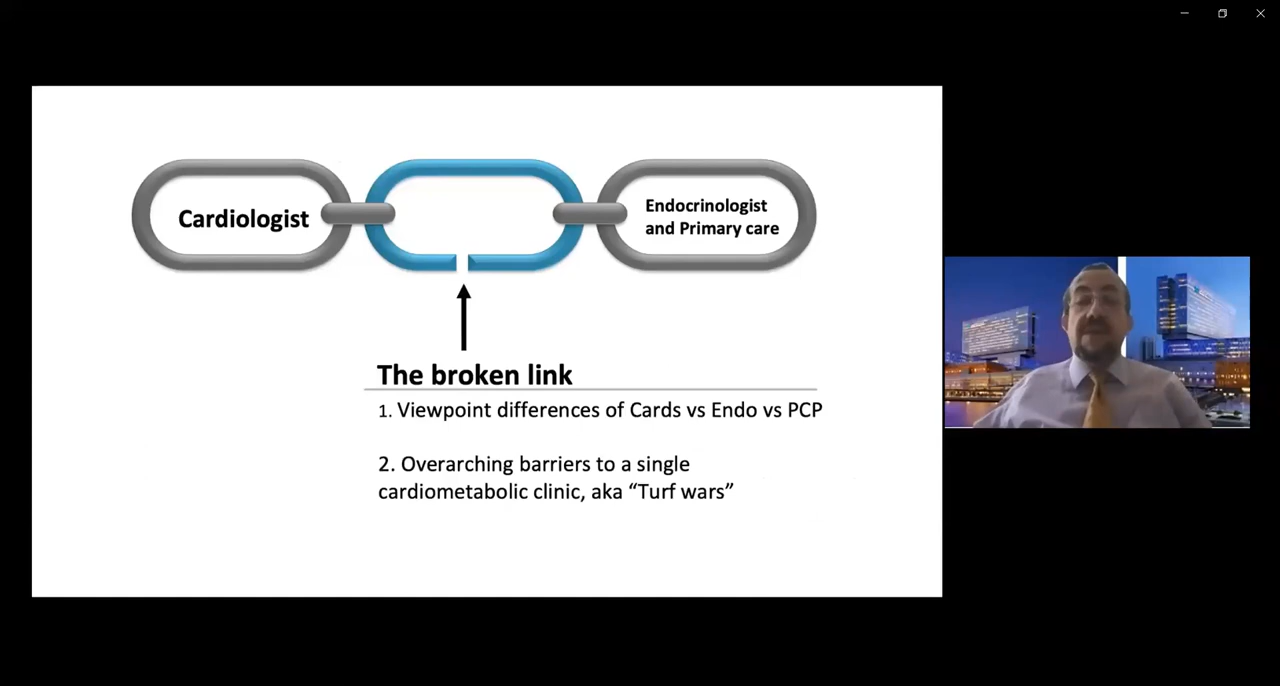 Cardiologist
Endocrinologist
and Primary care
The broken link
1. Viewpoint differences of Cards vs Endo vs PCP
2. Overarching barriers to a single
cardiometabolic clinic, aka “Turf wars”